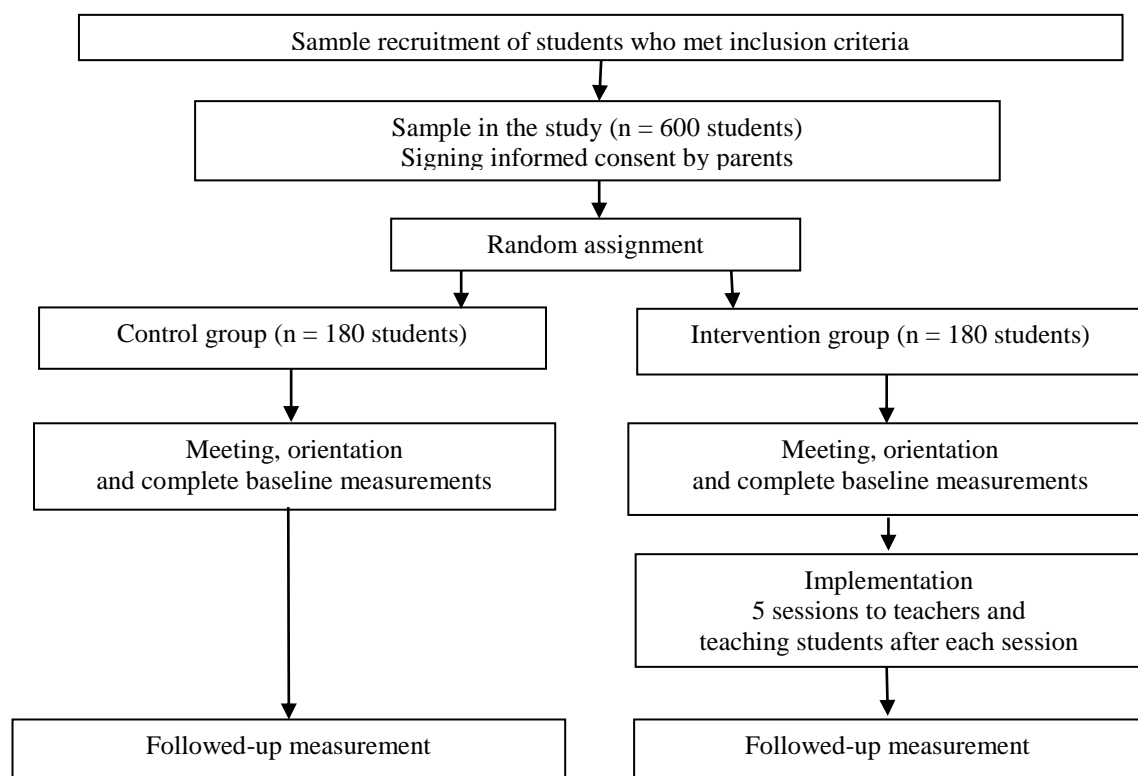 Sample recruitment of students who met inclusion criteria
Sample in the study (n = 600 students)
Signing informed consent by parents
Random assignment
Control group (n = 180 students)
Intervention group (n = 180 students)
Meeting, orientation
and complete baseline measurements
Meeting, orientation
and complete baseline measurements
Implementation
5 sessions to teachers and
teaching students after each session
Followed-up measurement
Followed-up measurement